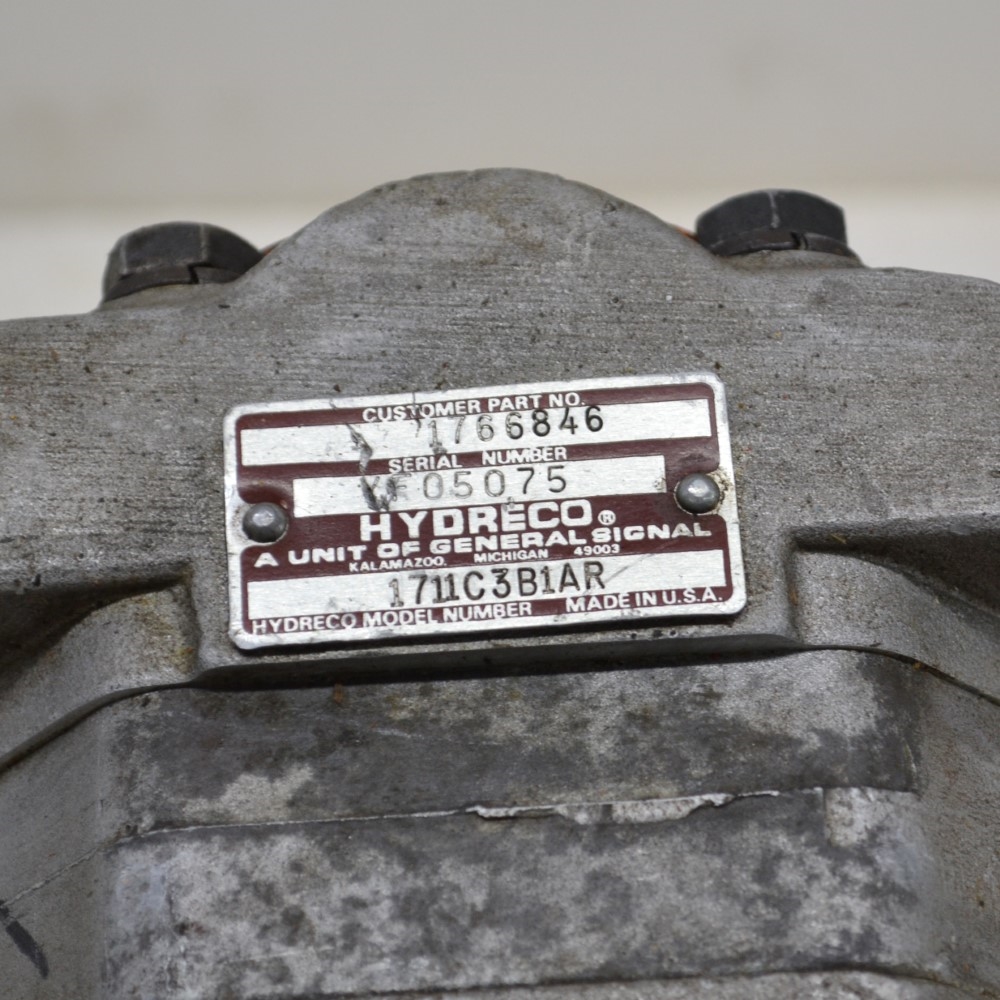 CUSTOMER PART NO.
1766846
SERIAL NUMBER
05075
HYDRECO®
A UNIT OF GENERAL SIGNAL
KALAMAZOO, MICHIGAN 49003
1711C3B1AR
HYDRECO MODEL NUMBER MADE IN U.S.A.